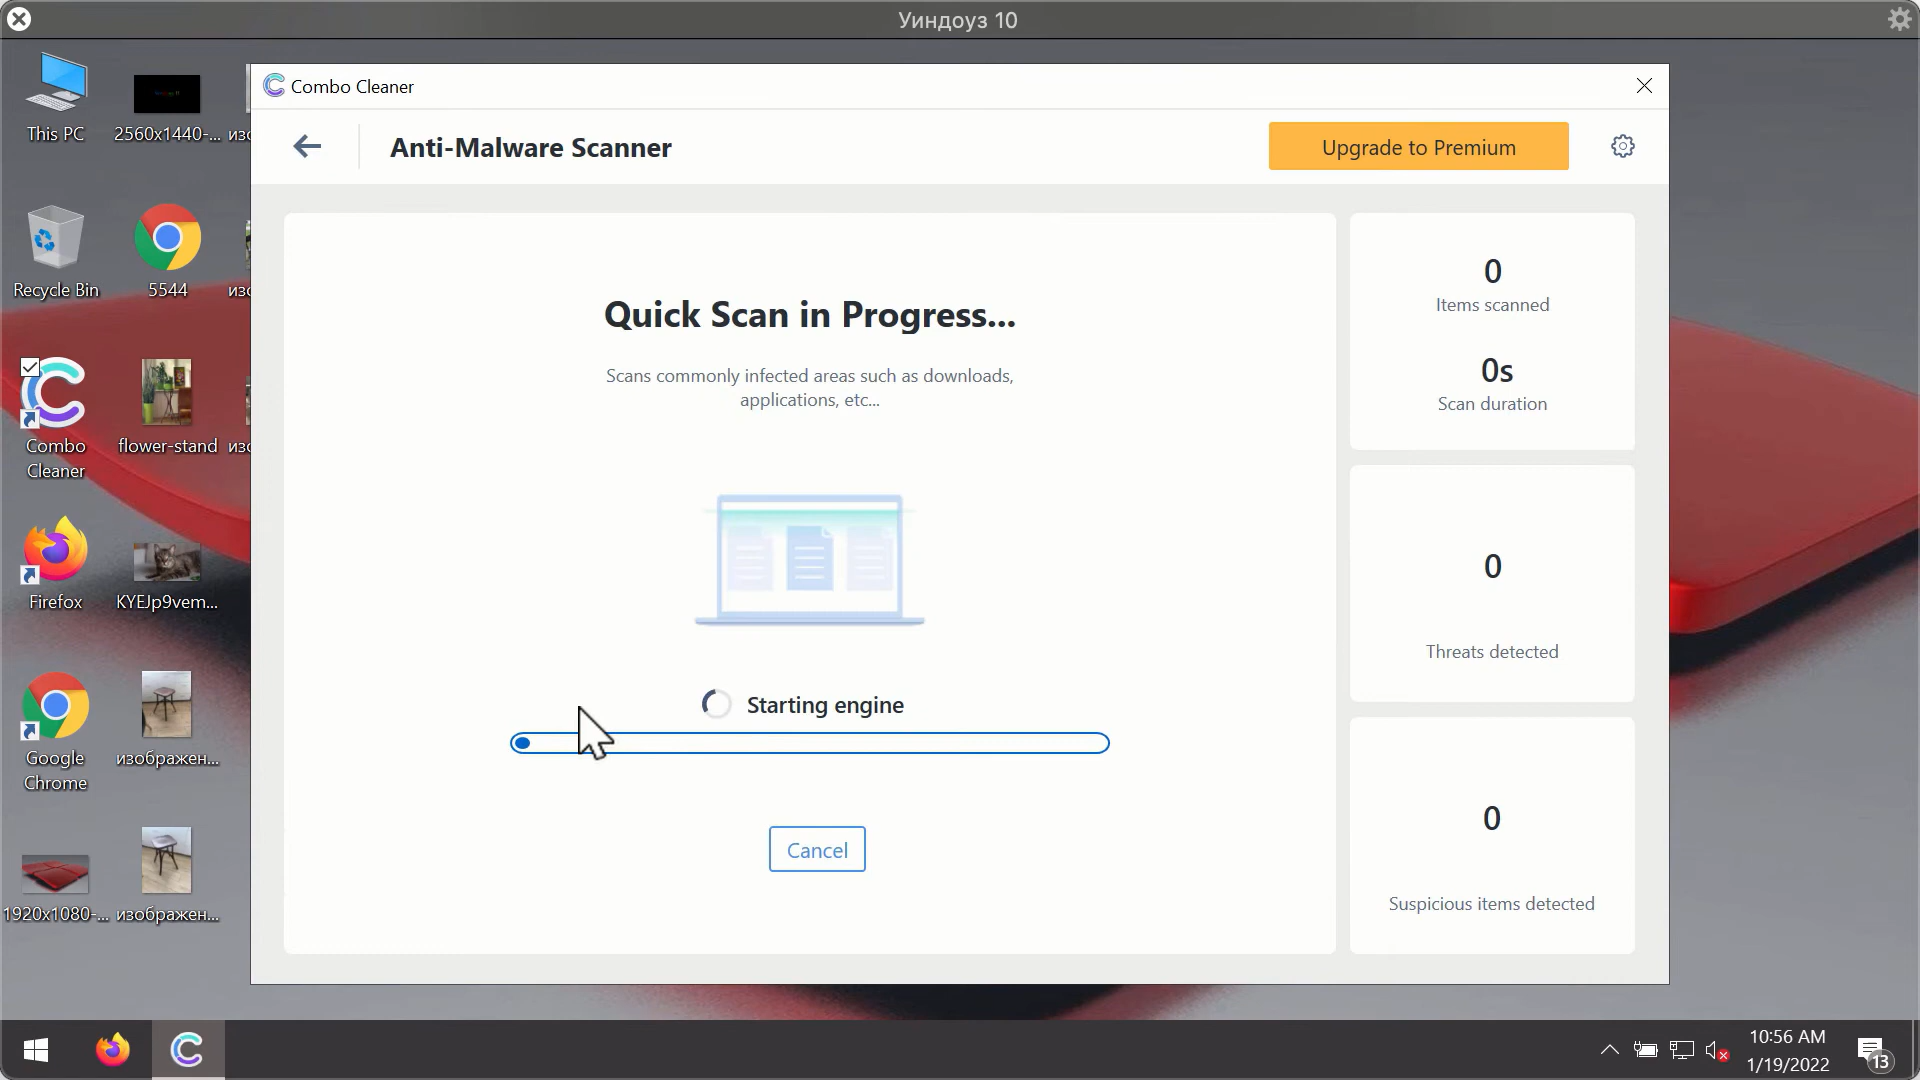 Уиндоуз 10
This PC
2560x1440-...
изо
Combo Cleaner
Anti-Malware Scanner
Upgrade to Premium
Recycle Bin
5544
изо
Quick Scan in Progress...
Scans commonly infected areas such as downloads,
applications, etc...
0
Items scanned
0s
Scan duration
Combo
Cleaner
flower-stand
изо
0
Threats detected
Firefox
KYEJp9vem...
Starting engine
Cancel
Google
Chrome
изображен...
0
Suspicious items detected
1920x1080-...
изображен...
10:56 AM
1/19/2022
13